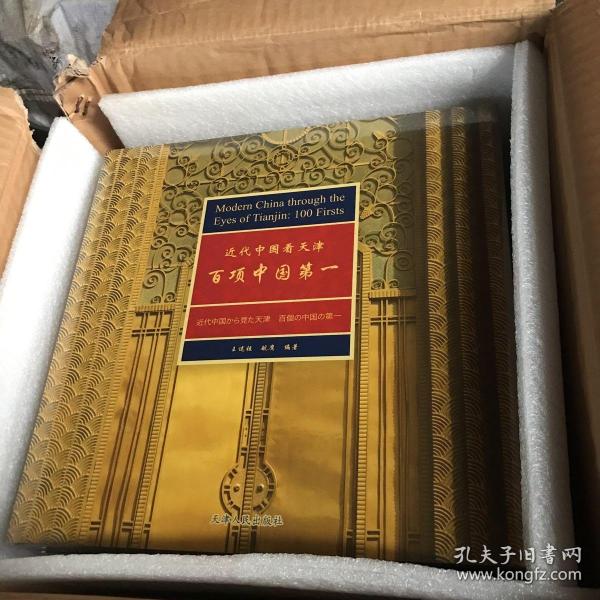 Modern China through the
Eyes of Tianjin: 100 Firsts
近代中国看天津
百项中国第一
近代中国から見た天津 百個の中国の第一
航鹰 编著
天津人民出版社
孔夫子旧书网
www.kongfz.com